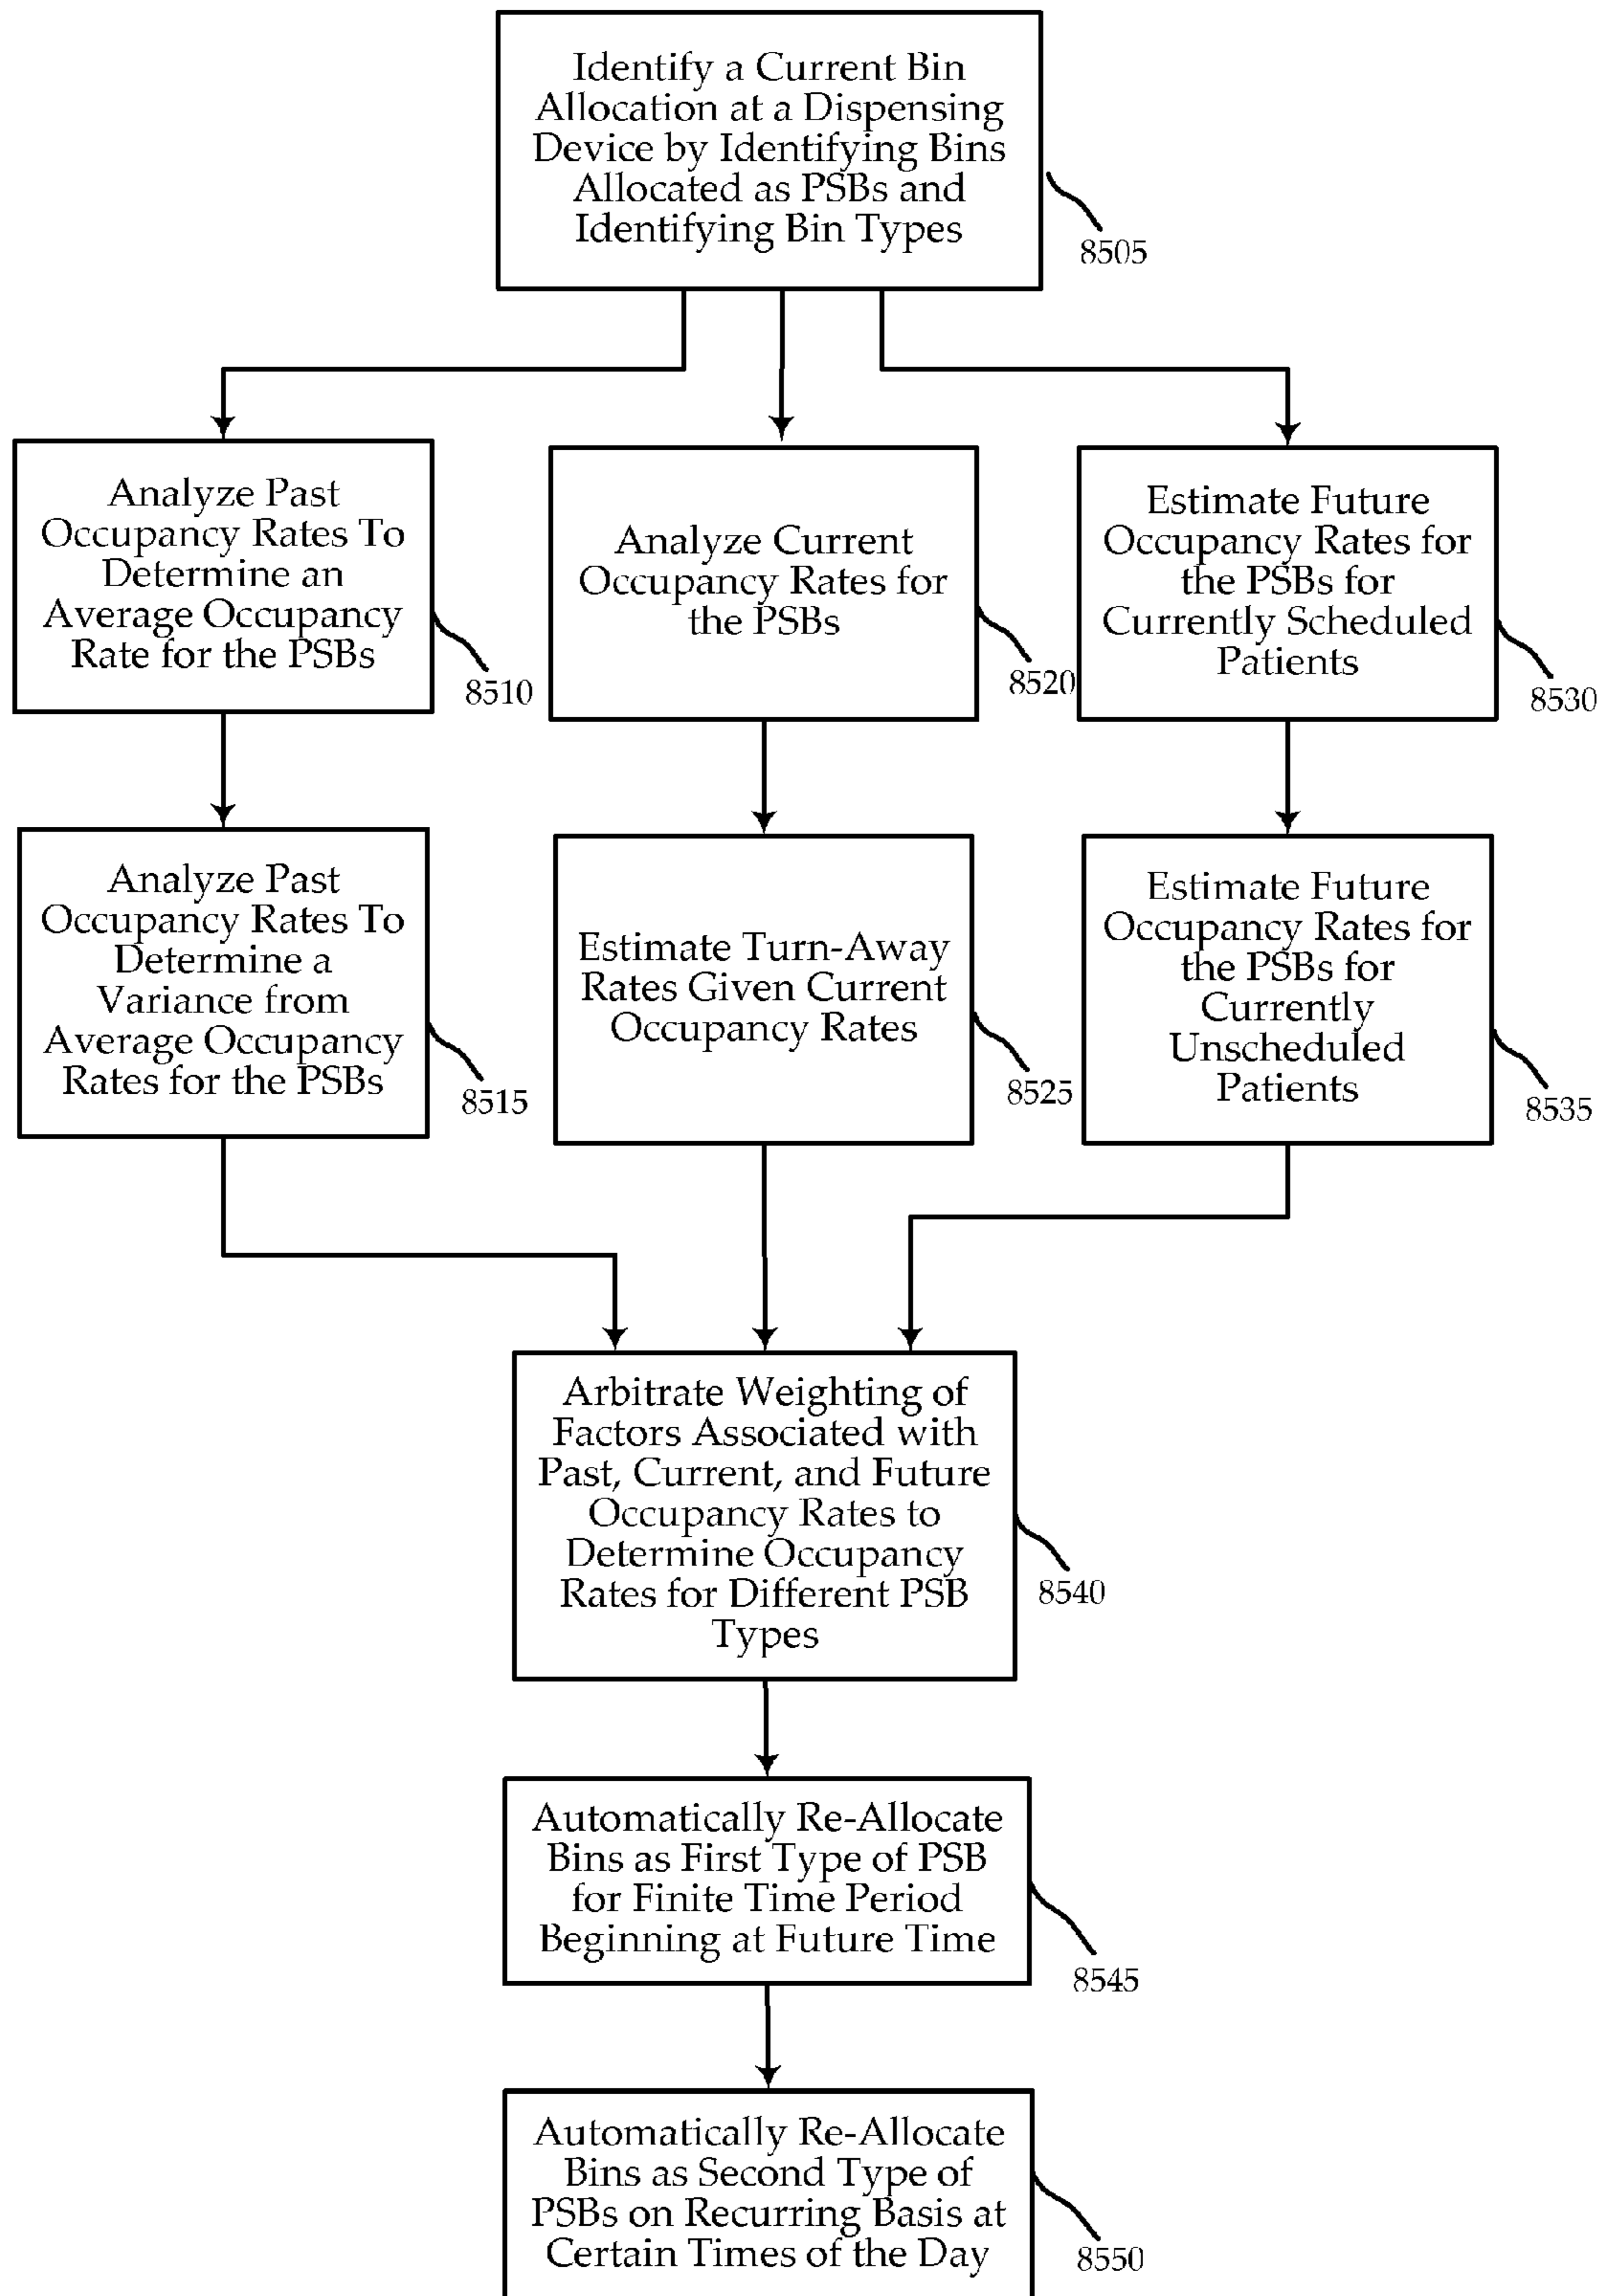 Identify a Current Bin
Allocation at a Dispensing
Device by Identifying Bins
Allocated as PSBs and
Identifying Bin Types
8505
Analyze Past
Occupancy Rates To
Determine an
Average Occupancy
Rate for the PSBs
8510
Analyze Current
Occupancy Rates for
the PSBs
8520
Estimate Future
Occupancy Rates for
the PSBs for
Currently Scheduled
Patients
8530
Analyze Past
Occupancy Rates To
Determine a
Variance from
Average Occupancy
Rates for the PSBs
8515
Estimate Turn-Away
Rates Given Current
Occupancy Rates
8525
Estimate Future
Occupancy Rates for
the PSBs for
Currently
Unscheduled
Patients
8535
Arbitrate Weighting of
Factors Associated with
Past, Current, and Future
Occupancy Rates to
Determine Occupancy
Rates for Different PSB
Types
8540
Automatically Re-Allocate
Bins as First Type of PSB
for Finite Time Period
Beginning at Future Time
8545
Automatically Re-Allocate
Bins as Second Type of
PSBs on Recurring Basis at
Certain Times of the Day
8550